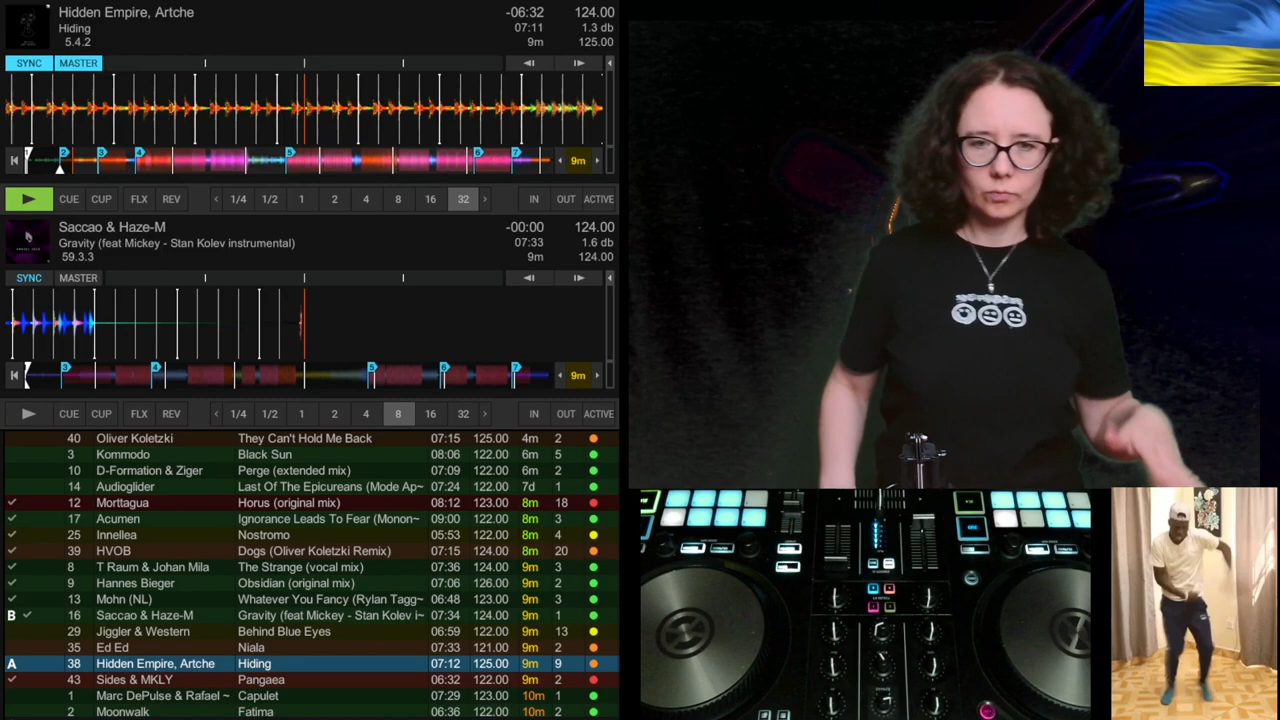 Hidden Empire, Artche -06:32 124.00
Hiding 07:11 1.3 db
5.4.2 9m 125.00
SYNC MASTER
1 2 3 4 5 6 7
9m
CUE CUP FLX REV 1/4 1/2 1 2 4 8 16 32 IN OUT ACTIVE
Saccao & Haze-M -00:00 124.00
Gravity (feat Mickey - Stan Kolev instrumental) 07:33 1.6 db
59.3.3 9m 124.00
SYNC MASTER
3 4 5 6 7
9m
CUE CUP FLX REV 1/4 1/2 1 2 4 8 16 32 IN OUT ACTIVE
40 Oliver Koletzki They Can't Hold Me Back 07:15 125.00 4m 2
3 Kommodo Black Sun 08:06 122.00 6m 5
10 D-Formation & Ziger Perge (extended mix) 07:09 122.00 6m 2
14 Audioglider Last Of The Epicureans (Mode Ap~ 07:24 122.00 7d 1
12 Morttagua Horus (original mix) 08:12 123.00 8m 18
17 Acumen Ignorance Leads To Fear (Monon~ 09:00 122.00 8m 3
25 Innellea Nostromo 05:53 122.00 8m 4
39 HVOB Dogs (Oliver Koletzki Remix) 07:15 124.00 8m 20
8 T Raum & Johan Mila The Strange (vocal mix) 07:36 124.00 9m 3
9 Hannes Bieger Obsidian (original mix) 07:06 126.00 9m 2
13 Mohn (NL) Whatever You Fancy (Rylan Tagg~ 06:48 123.00 9m 3
B 16 Saccao & Haze-M Gravity (feat Mickey - Stan Kolev i~ 07:34 124.00 9m 1
29 Jiggler & Western Behind Blue Eyes 06:59 122.00 9m 13
35 Ed Ed Niala 07:33 121.00 9m 2
A 38 Hidden Empire, Artche Hiding 07:12 125.00 9m 9
43 Sides & MKLY Pangaea 06:32 122.00 9m 2
1 Marc DePulse & Rafael ~ Capulet 07:29 123.00 10m 1
2 Moonwalk Fatima 06:36 122.00 10m 2